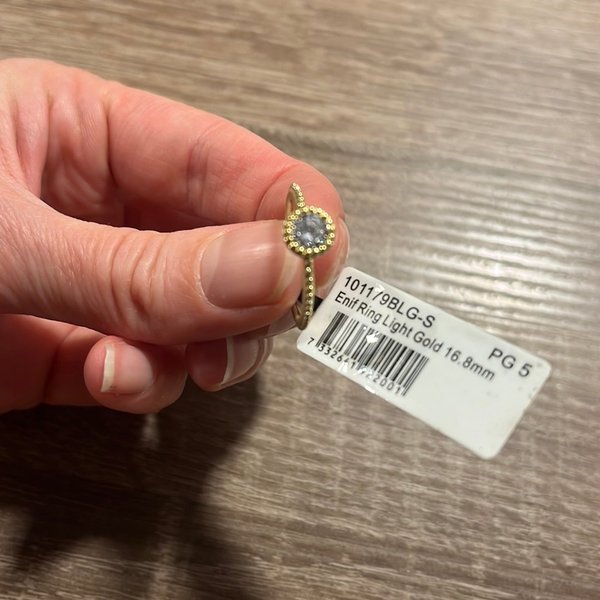 101179BLG-S
Enif Ring Light Gold 16.8mm
PG 5